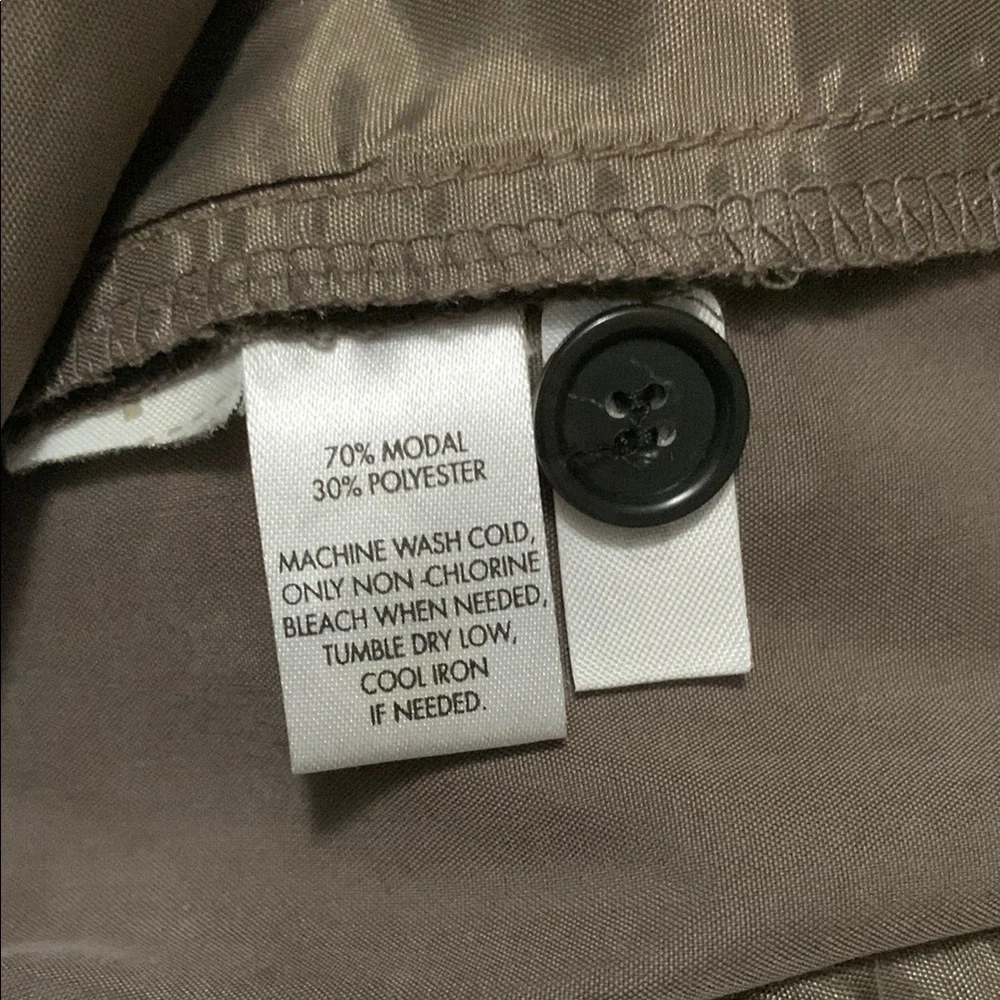 70% MODAL
30% POLYESTER
MACHINE WASH COLD,
ONLY NON-CHLORINE
BLEACH WHEN NEEDED,
TUMBLE DRY LOW,
COOL IRON
IF NEEDED.